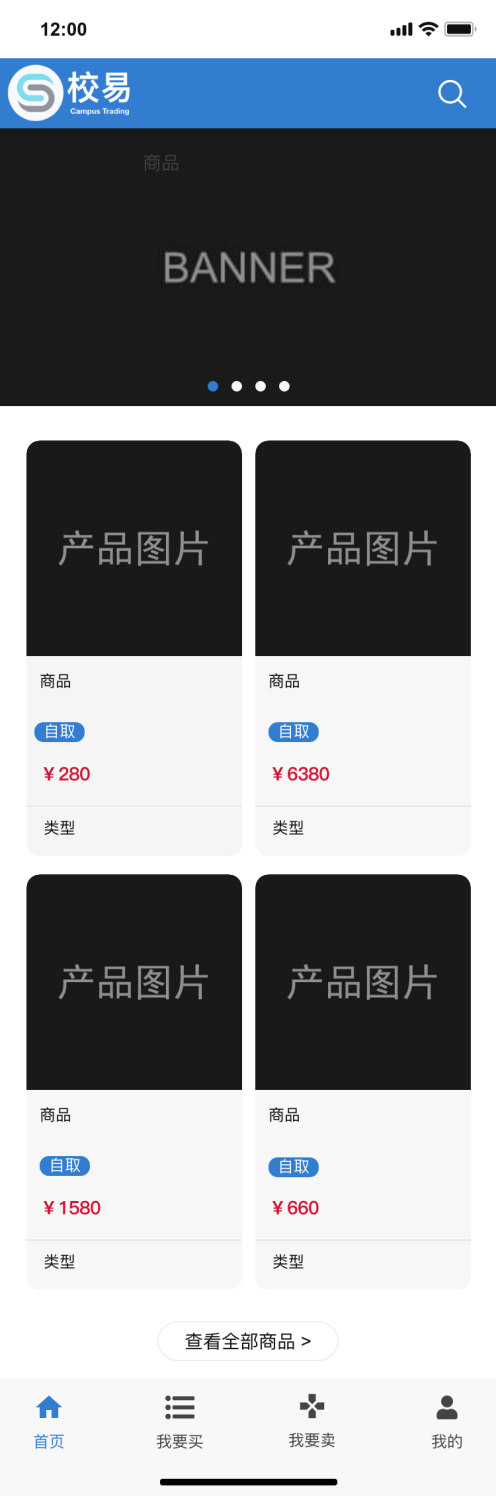 12:00
校易
Campus Trading
商品
BANNER
产品图片 产品图片
商品 商品
自取 自取
￥280 ￥6380
类型 类型
产品图片 产品图片
商品 商品
自取 自取
￥1580 ￥660
类型 类型
查看全部商品 >
首页 我要买 我要卖 我的